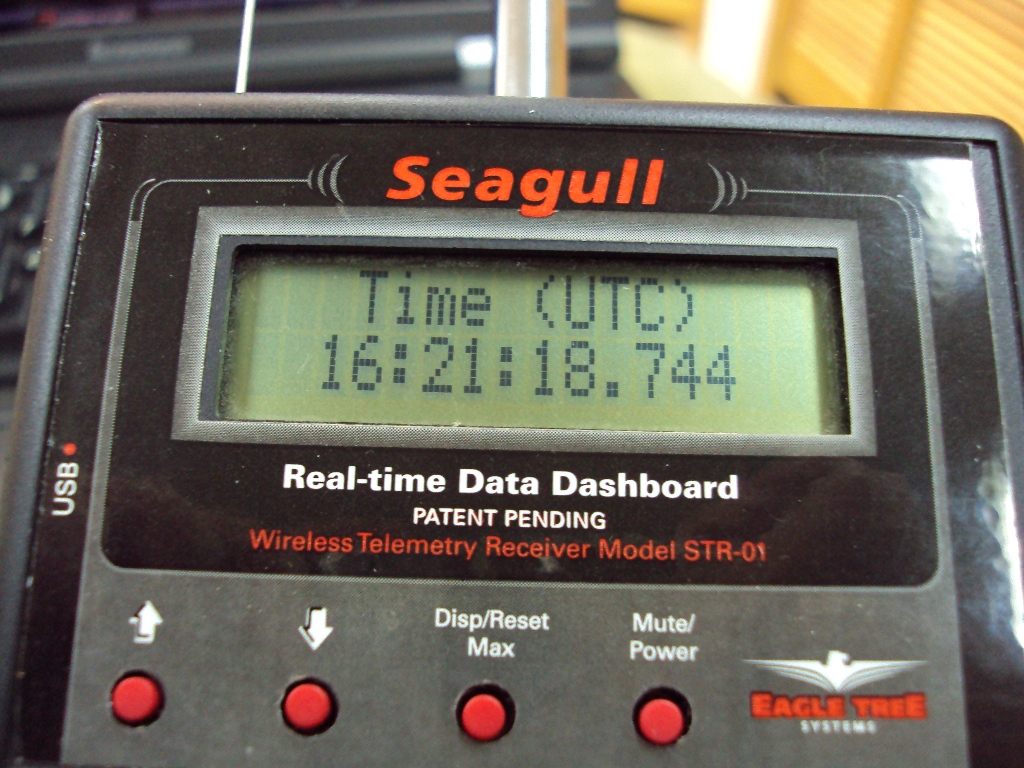 Seagull
Time (UTC)
16:21:18.744
Real-time Data Dashboard
PATENT PENDING
Wireless Telemetry Receiver Model STR-01
USB
Disp/Reset
Max
Mute/
Power
EAGLE TREE
SYSTEMS